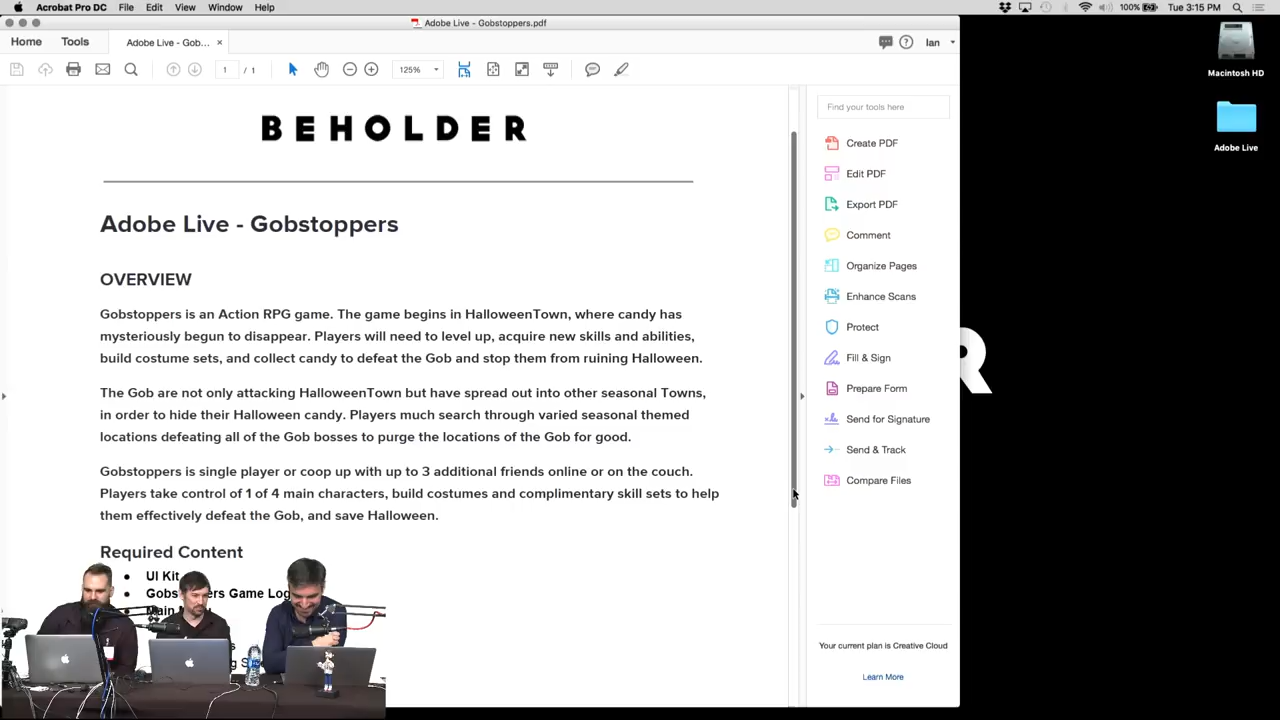 Acrobat Pro DC File Edit View Window Help 100% Tue 3:15 PM
Adobe Live - Gobstoppers.pdf
Home Tools Adobe Live - Gob... × Ian
1 / 1 125%
BEHOLDER
Adobe Live - Gobstoppers
OVERVIEW
Gobstoppers is an Action RPG game. The game begins in HalloweenTown, where candy has
mysteriously begun to disappear. Players will need to level up, acquire new skills and abilities,
build costume sets, and collect candy to defeat the Gob and stop them from ruining Halloween.
The Gob are not only attacking HalloweenTown but have spread out into other seasonal Towns,
in order to hide their Halloween candy. Players much search through varied seasonal themed
locations defeating all of the Gob bosses to purge the locations of the Gob for good.
Gobstoppers is single player or coop up with up to 3 additional friends online or on the couch.
Players take control of 1 of 4 main characters, build costumes and complimentary skill sets to help
them effectively defeat the Gob, and save Halloween.
Required Content
• UI Kit
• Gobs ers Game Log
• Main M
Find your tools here
Create PDF
Edit PDF
Export PDF
Comment
Organize Pages
Enhance Scans
Protect
Fill & Sign
Prepare Form
Send for Signature
Send & Track
Compare Files
Your current plan is Creative Cloud
Learn More
Macintosh HD
Adobe Live
R